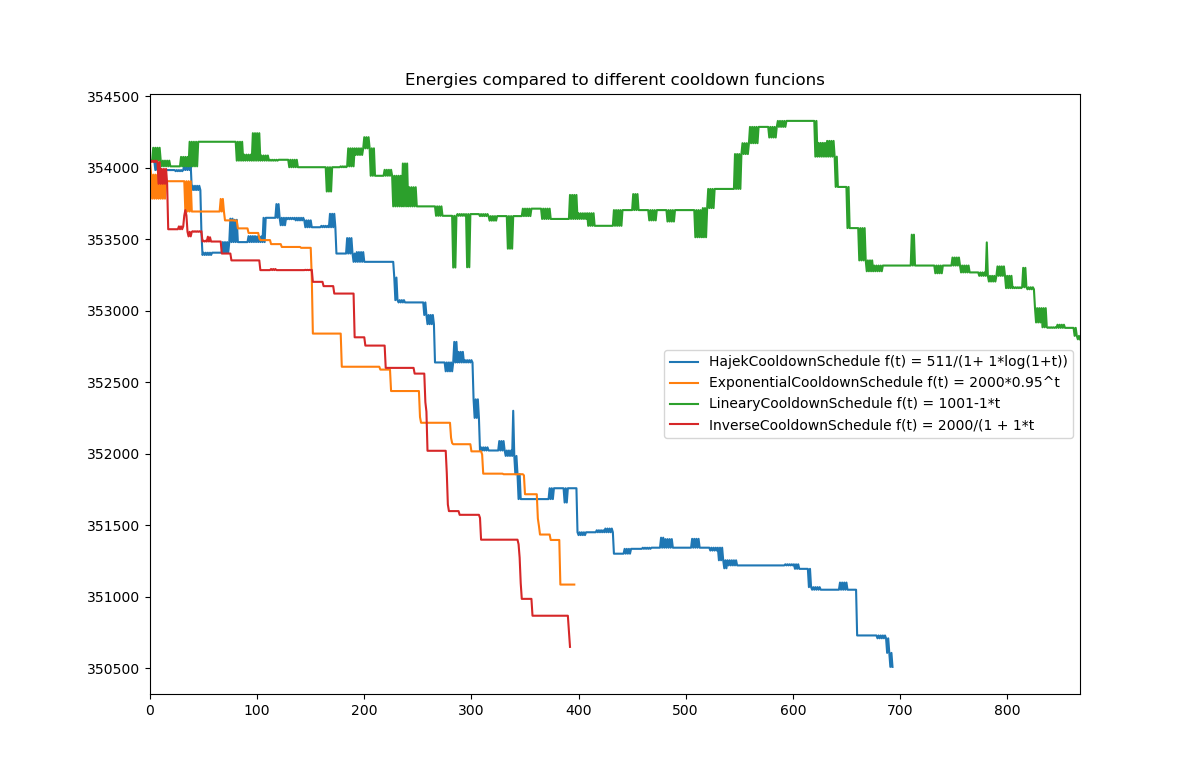 Energies compared to different cooldown funcions
354500
354000
353500
353000
352500
352000
351500
351000
350500
HajekCooldownSchedule f(t) = 511/(1+ 1*log(1+t))
ExponentialCooldownSchedule f(t) = 2000*0.95^t
LinearyCooldownSchedule f(t) = 1001-1*t
InverseCooldownSchedule f(t) = 2000/(1 + 1*t
0 100 200 300 400 500 600 700 800